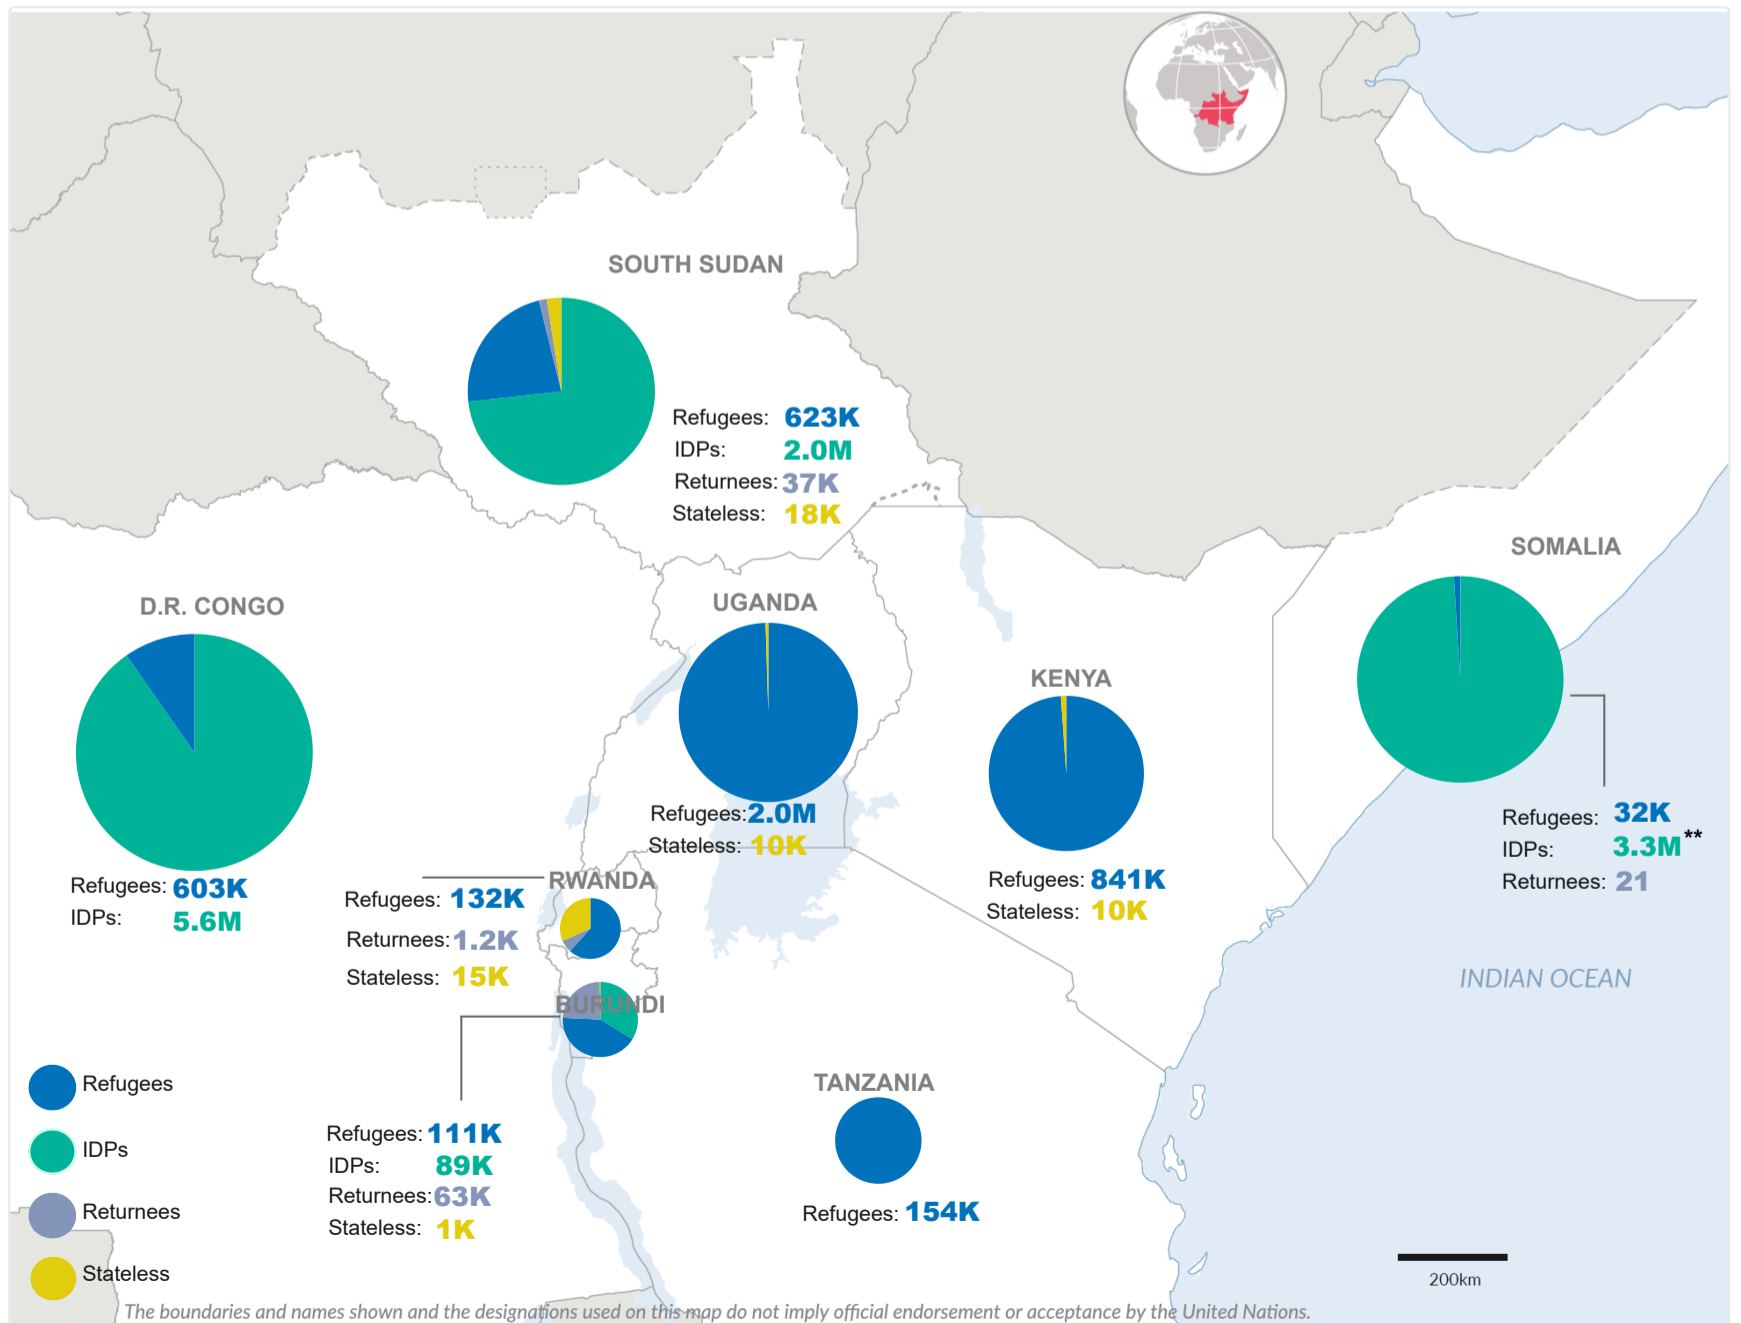 SOUTH SUDAN
Refugees: 623K
IDPs: 2.0M
Returnees: 37K
Stateless: 18K
SOMALIA
Refugees: 32K
IDPs: 3.3M**
Returnees: 21
D.R. CONGO
Refugees: 603K
IDPs: 5.6M
UGANDA
Refugees: 2.0M
Stateless: 10K
KENYA
Refugees: 841K
Stateless: 10K
RWANDA
Refugees: 132K
Returnees: 1.2K
Stateless: 15K
BURUNDI
Refugees: 111K
IDPs: 89K
Returnees: 63K
Stateless: 1K
TANZANIA
Refugees: 154K
INDIAN OCEAN
Refugees
IDPs
Returnees
Stateless
200km
The boundaries and names shown and the designations used on this map do not imply official endorsement or acceptance by the United Nations.